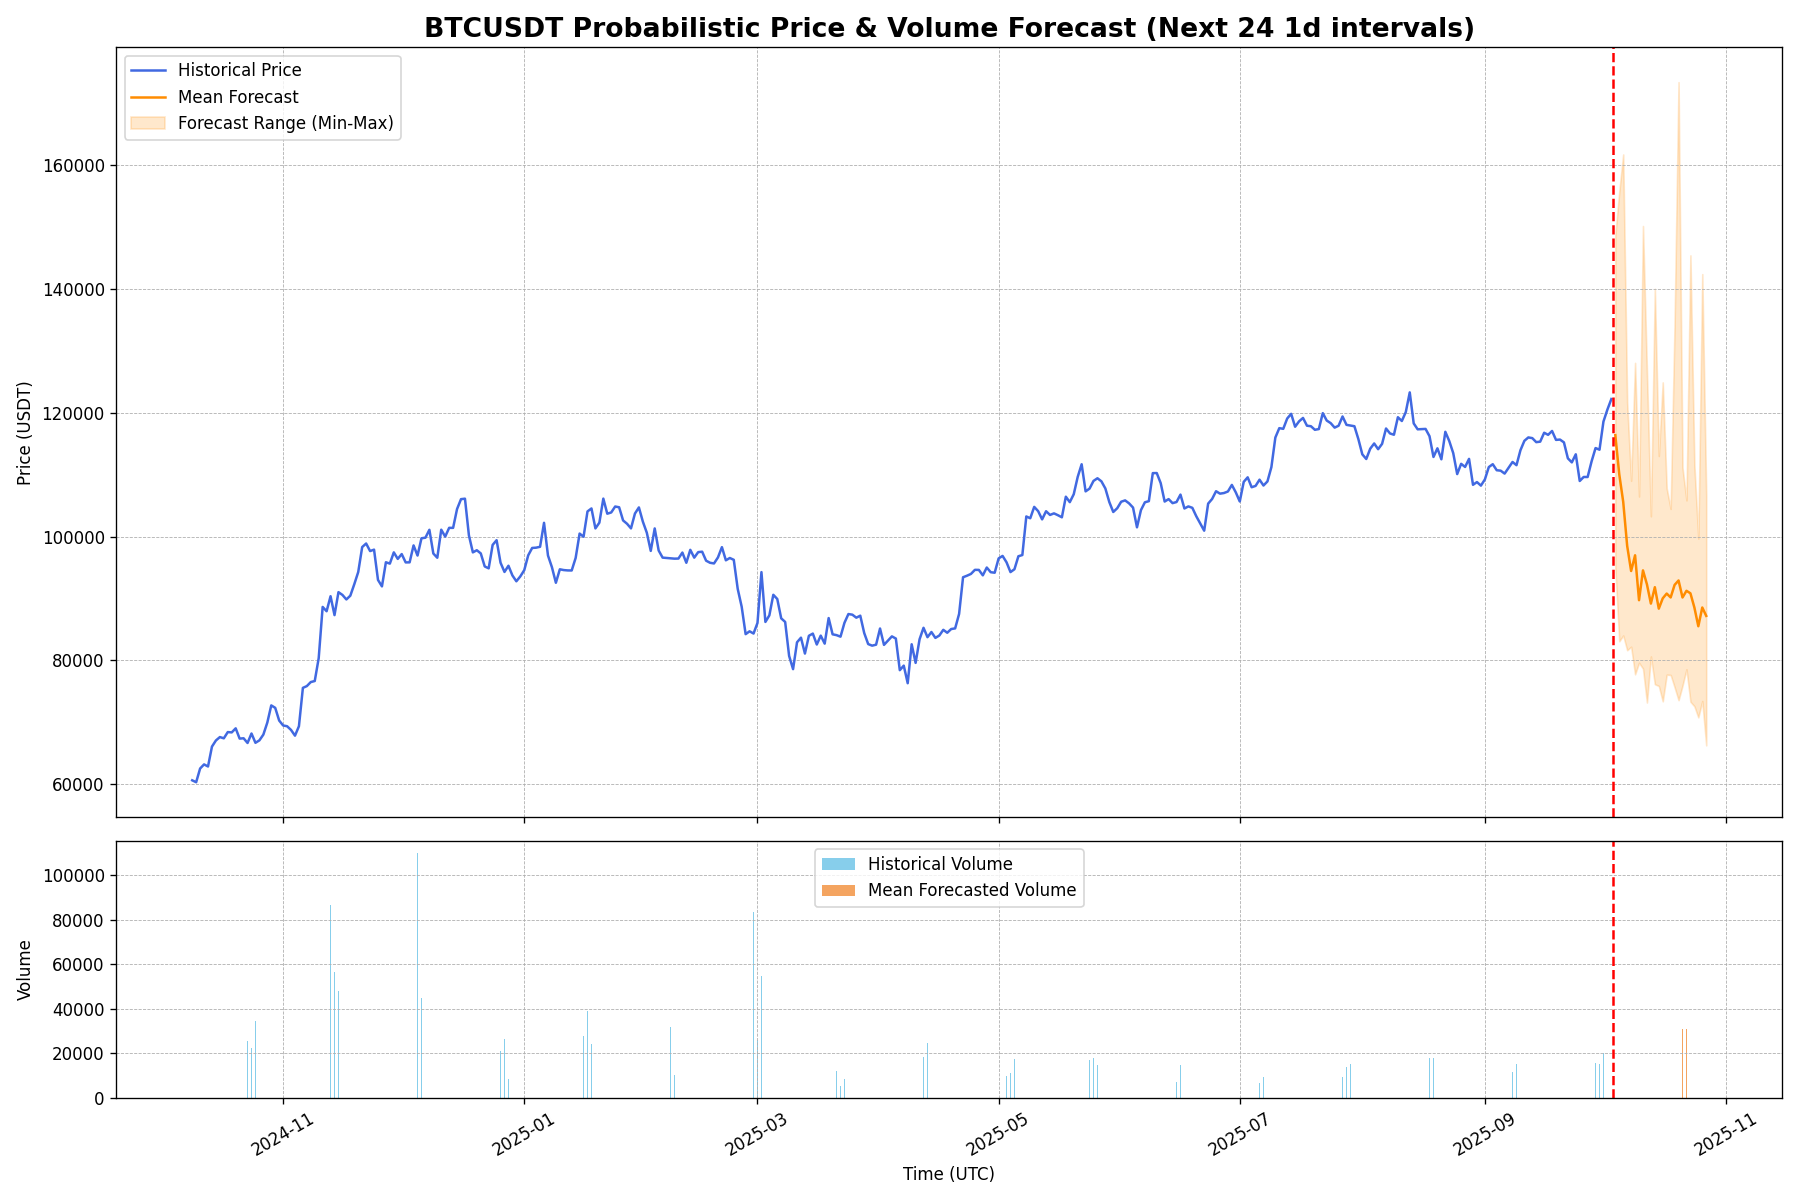 BTCUSDT Probabilistic Price & Volume Forecast (Next 24 1d intervals)
Historical Price
Mean Forecast
Forecast Range (Min-Max)
160000
140000
120000
100000
80000
60000
Price (USDT)
Historical Volume
Mean Forecasted Volume
100000
80000
60000
40000
20000
0
Volume
2024-11
2025-01
2025-03
2025-05
2025-07
2025-09
2025-11
Time (UTC)